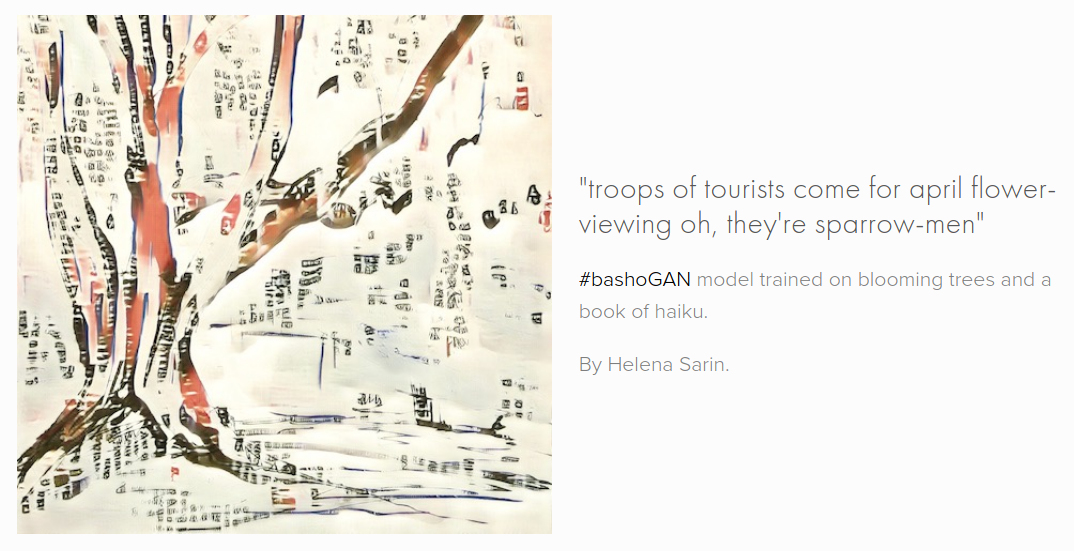 "troops of tourists come for april flower-
viewing oh, they're sparrow-men"
#bashoGAN model trained on blooming trees and a
book of haiku.
By Helena Sarin.